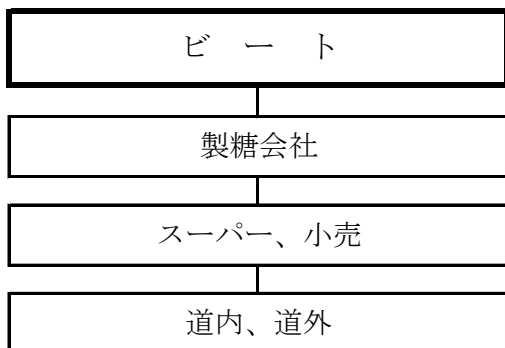 ビート
製糖会社
スーパー、小売
道内、道外